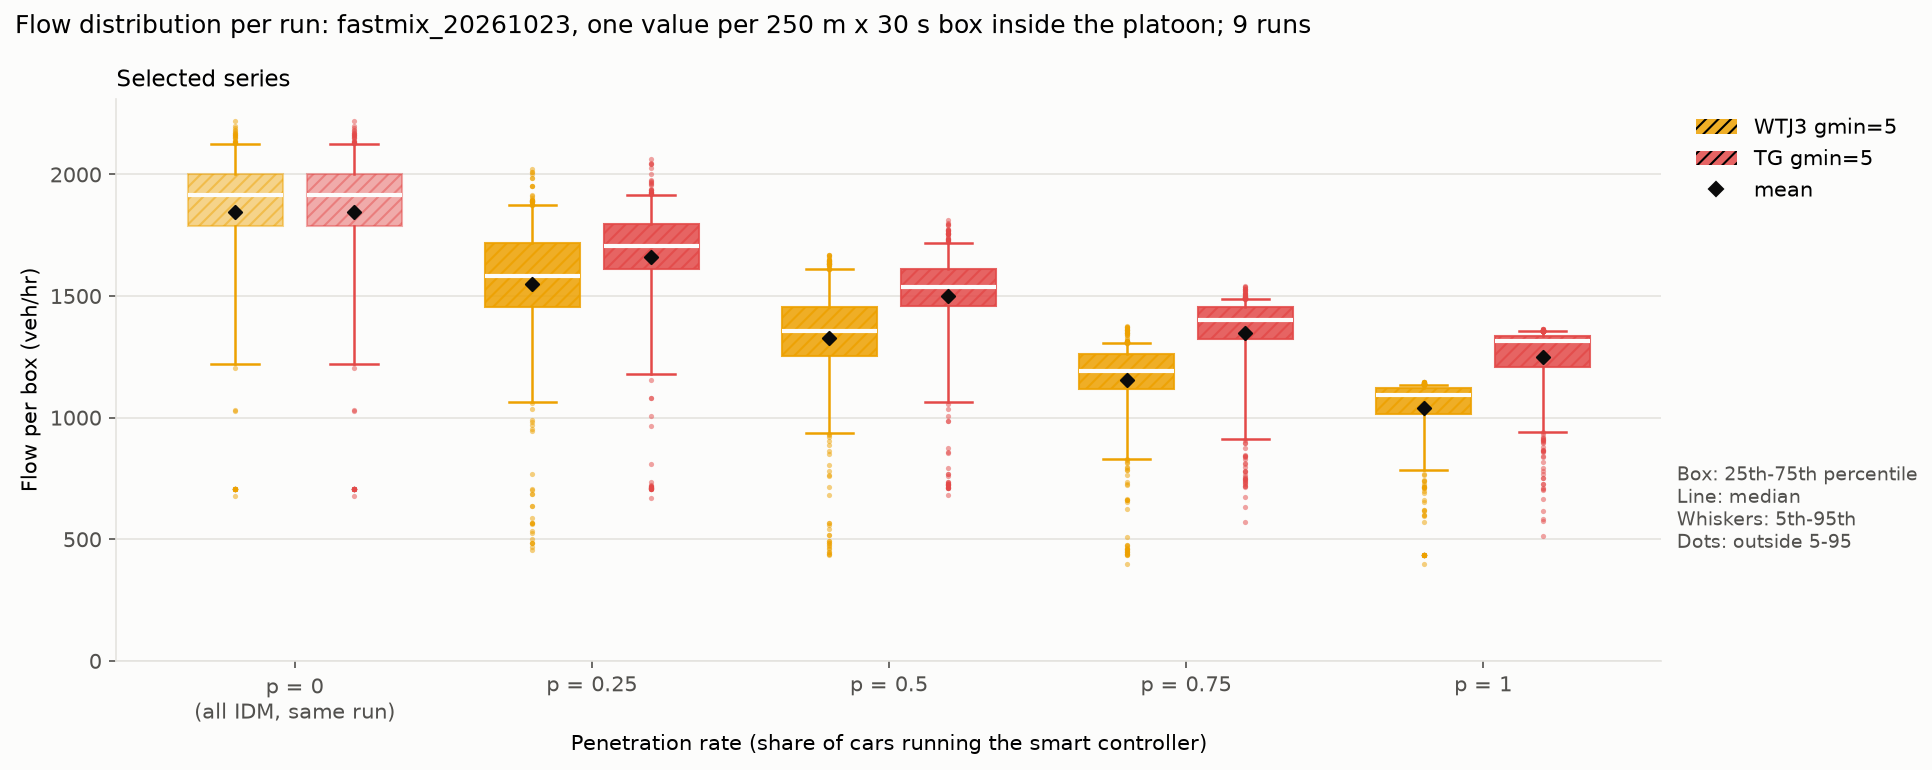 Flow distribution per run: fastmix_20261023, one value per 250 m x 30 s box inside the platoon; 9 runs
Selected series
WTJ3 gmin=5
TG gmin=5
mean
Flow per box (veh/hr)
2000
1500
1000
500
0
Box: 25th-75th percentile
Line: median
Whiskers: 5th-95th
Dots: outside 5-95
p = 0
(all IDM, same run)
p = 0.25
p = 0.5
p = 0.75
p = 1
Penetration rate (share of cars running the smart controller)